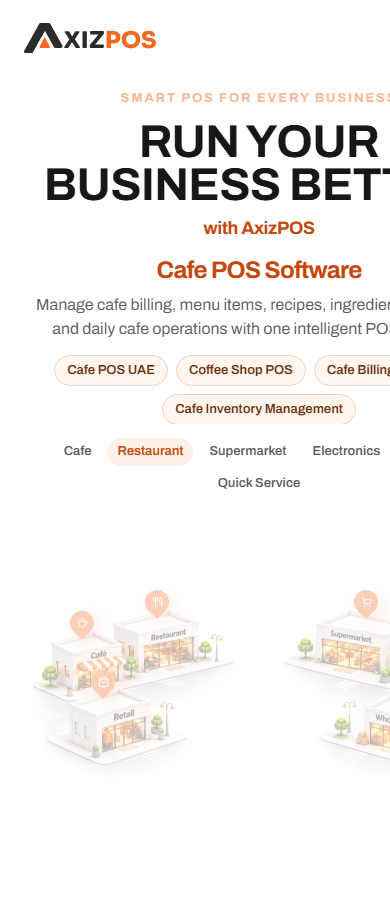 AXIZPOS
SMART POS FOR EVERY BUSINESS
RUN YOUR
BUSINESS BETT
with AxizPOS
Cafe POS Software
Manage cafe billing, menu items, recipes, ingredien
and daily cafe operations with one intelligent POS
Cafe POS UAE
Coffee Shop POS
Cafe Billing
Cafe Inventory Management
Cafe
Restaurant
Supermarket
Electronics
Quick Service
Restaurant
Supermarket
Café
Retail
Who